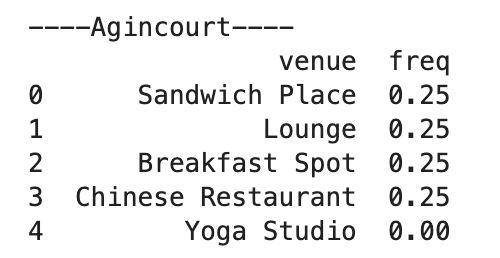 ----Agincourt----
venue freq
0 Sandwich Place 0.25
1 Lounge 0.25
2 Breakfast Spot 0.25
3 Chinese Restaurant 0.25
4 Yoga Studio 0.00